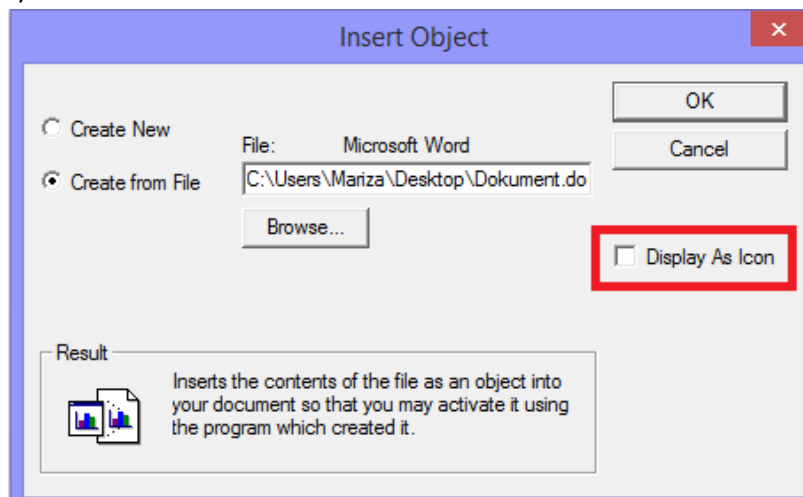 Insert Object
Create New
Create from File
File: Microsoft Word
C:\Users\Mariza\Desktop\Dokument.do
Browse...
OK
Cancel
Display As Icon
Result
Inserts the contents of the file as an object into
your document so that you may activate it using
the program which created it.